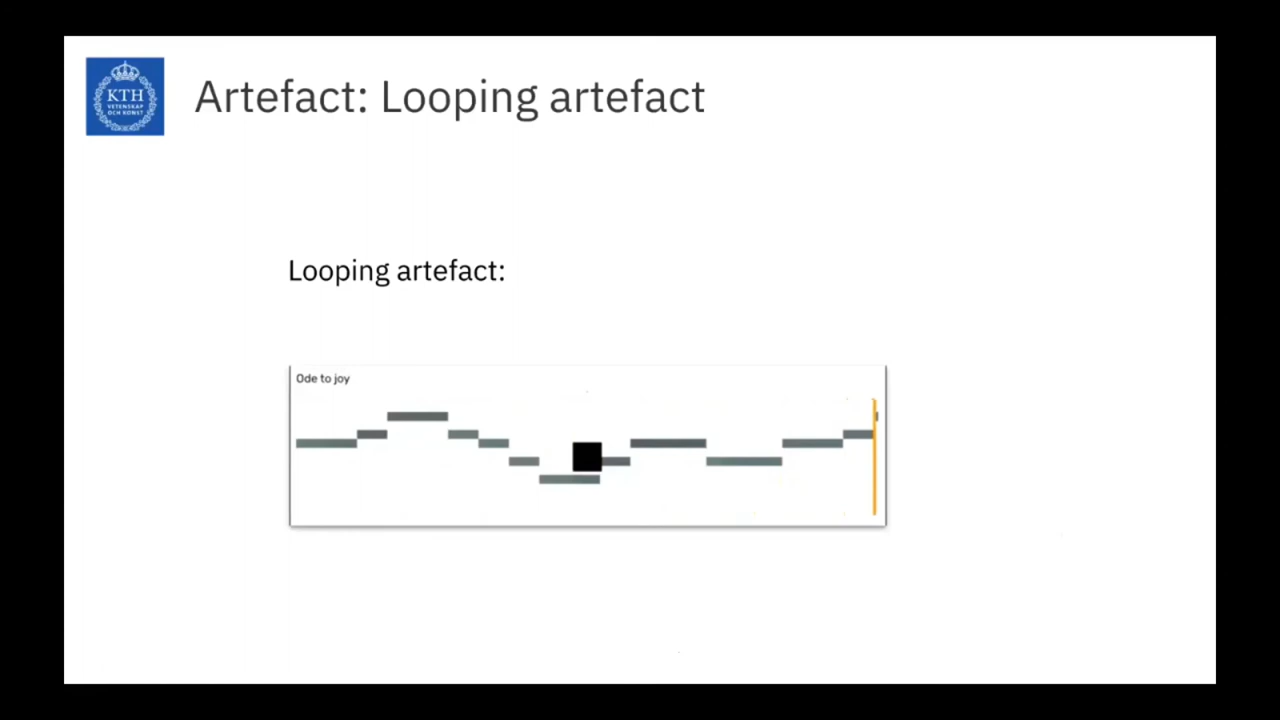 KTH
VETENSKAP
OCH KONST
Artefact: Looping artefact
Looping artefact:
Ode to joy